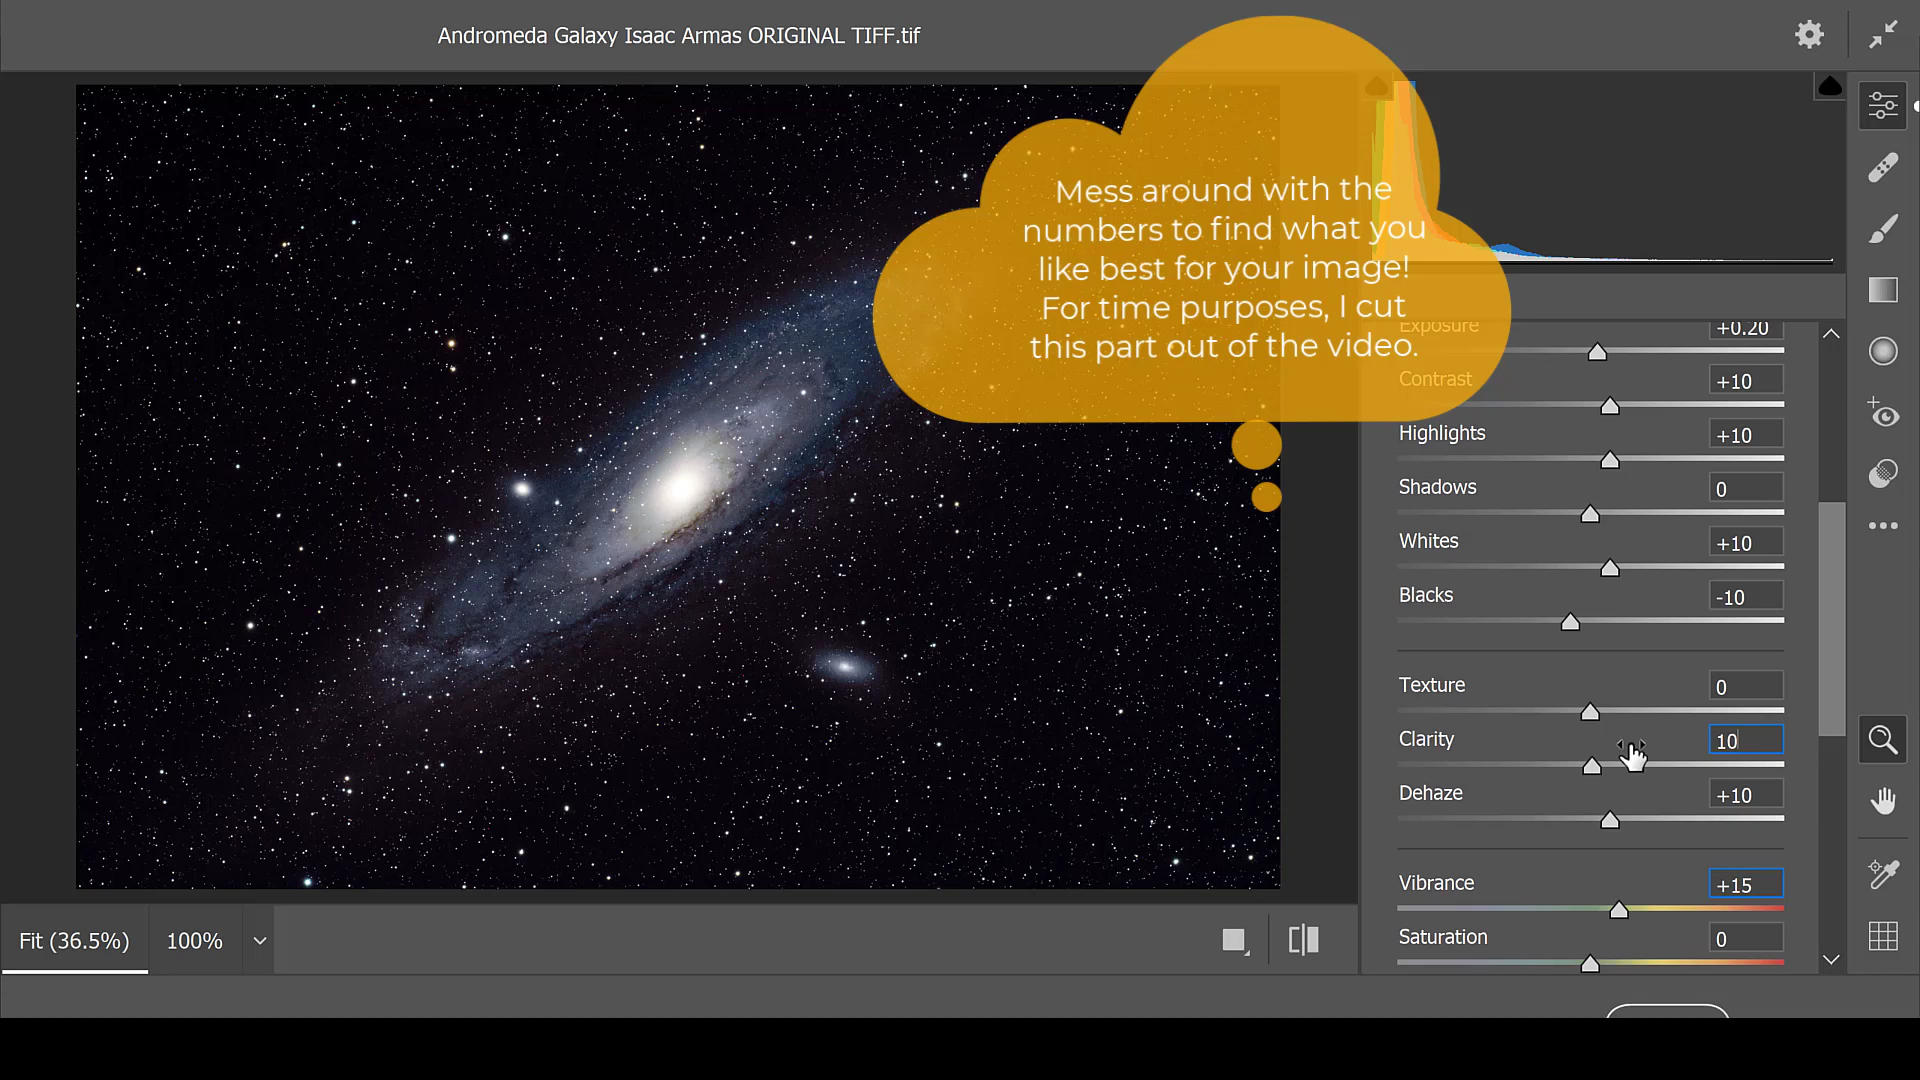 Andromeda Galaxy Isaac Armas ORIGINAL TIFF.tif
Mess around with the
numbers to find what you
like best for your image!
For time purposes, I cut
this part out of the video.
Exposure +0.20
Contrast +10
Highlights +10
Shadows 0
Whites +10
Blacks -10
Texture 0
Clarity 10
Dehaze +10
Vibrance +15
Saturation 0
Fit (36.5%) 100%